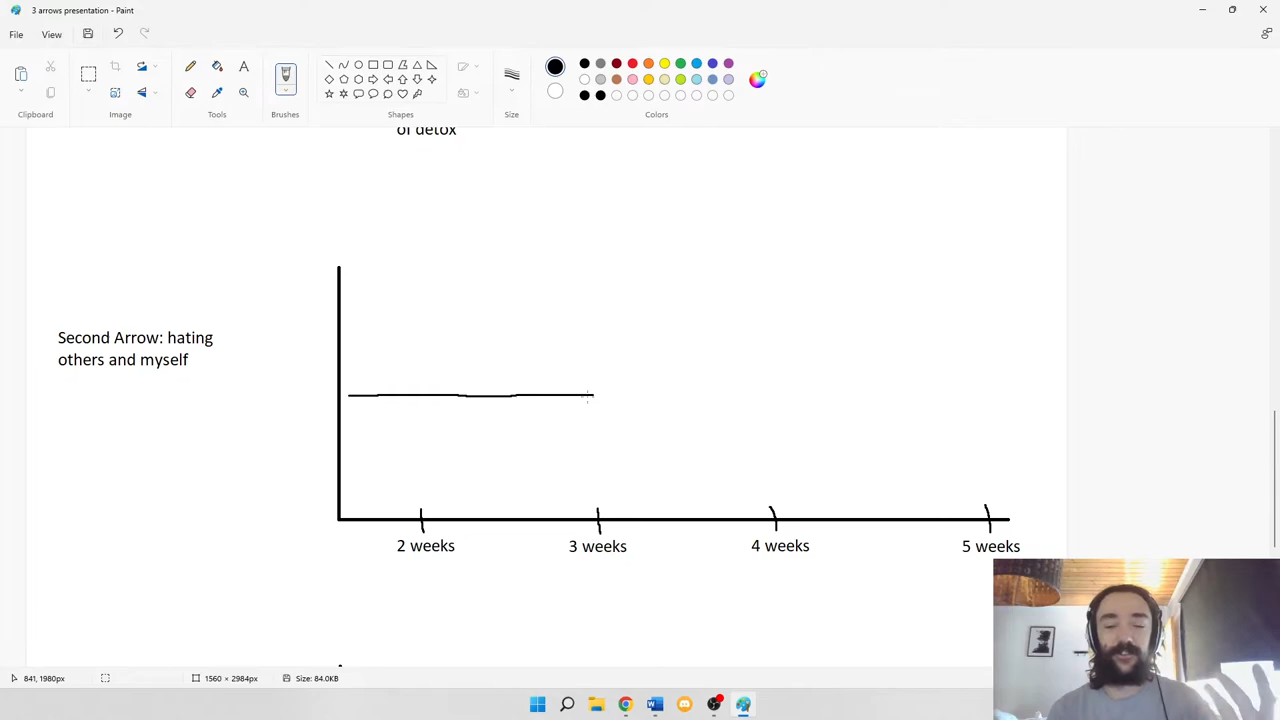 3 arrows presentation - Paint
File View
A
Clipboard Image Tools Brushes Shapes Size Colors
of detox
Second Arrow: hating
others and myself
2 weeks 3 weeks 4 weeks 5 weeks
841, 1980px 1560 × 2984px Size: 84.0KB